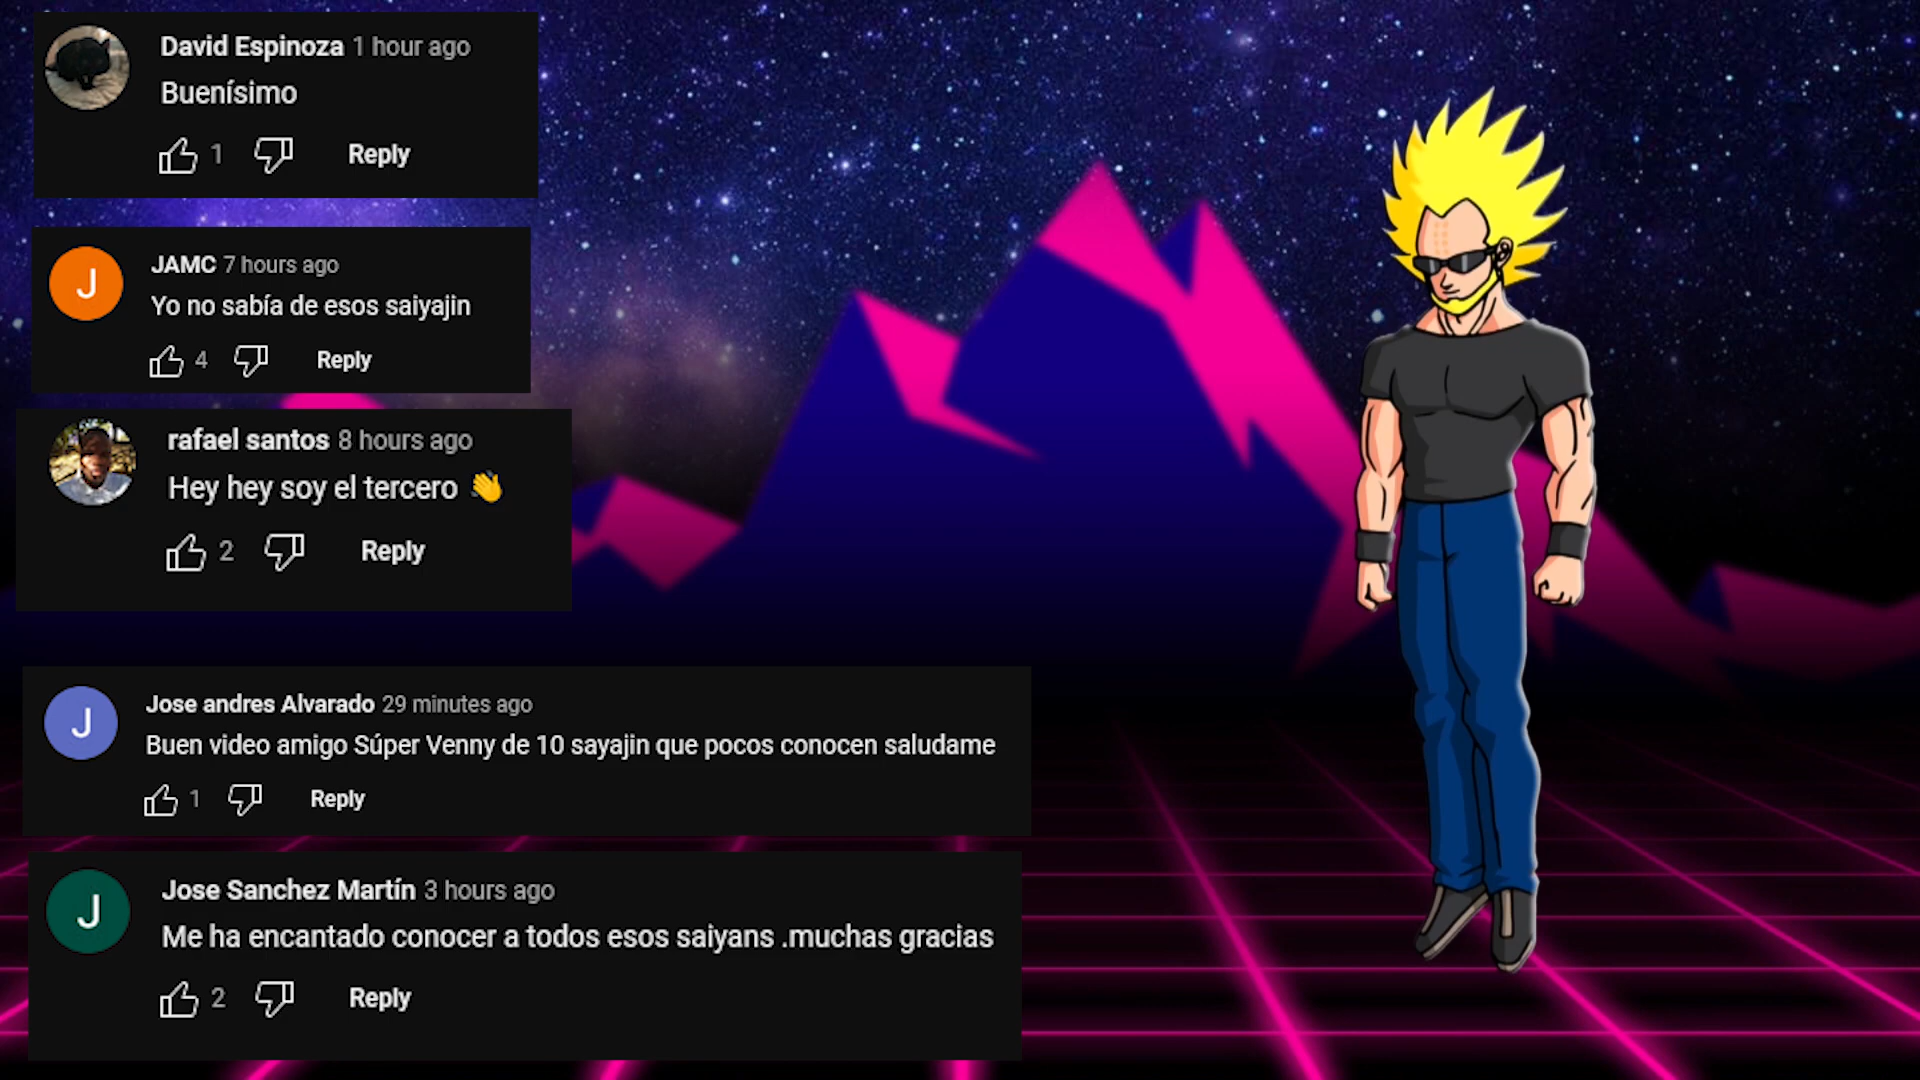 David Espinoza 1 hour ago
Buenísimo
1 Reply
J
JAMC 7 hours ago
Yo no sabía de esos saiyajin
4 Reply
rafael santos 8 hours ago
Hey hey soy el tercero 👋
2 Reply
J
Jose andres Alvarado 29 minutes ago
Buen video amigo Súper Venny de 10 sayajin que pocos conocen saludame
1 Reply
J
Jose Sanchez Martín 3 hours ago
Me ha encantado conocer a todos esos saiyans .muchas gracias
2 Reply